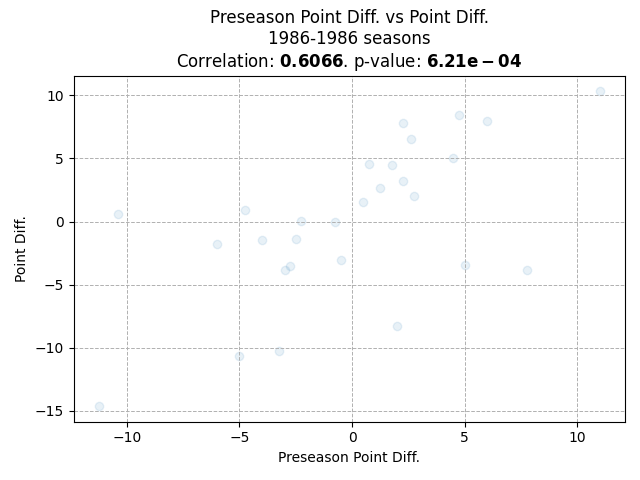 Preseason Point Diff. vs Point Diff.
1986-1986 seasons
Correlation: 0.6066. p-value: 6.21e − 04
10
5
0
−5
−10
−15
Point Diff.
−10
−5
0
5
10
Preseason Point Diff.